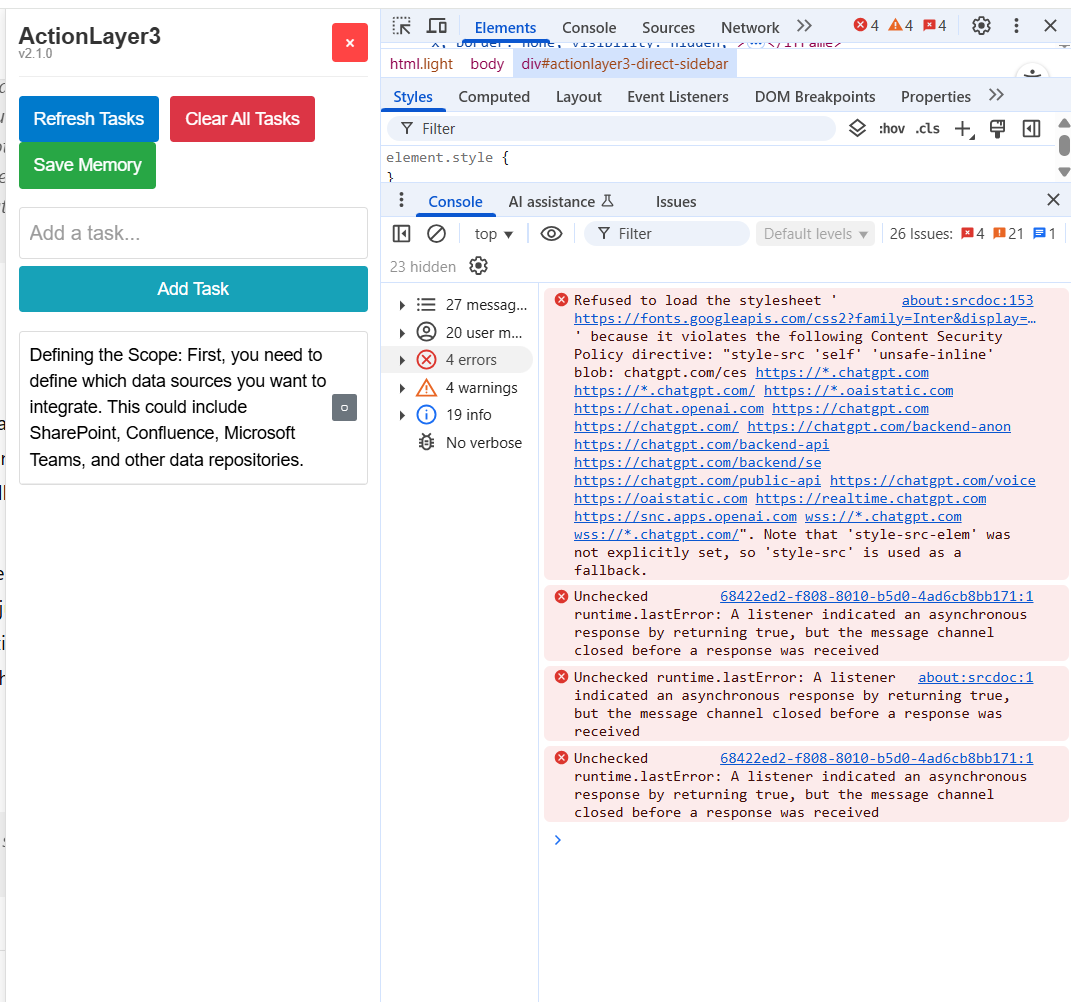 ActionLayer3
v2.1.0
×
Refresh Tasks
Clear All Tasks
Save Memory
Add a task...
Add Task
Defining the Scope: First, you need to
define which data sources you want to
integrate. This could include
SharePoint, Confluence, Microsoft
Teams, and other data repositories.
Elements Console Sources Network 4 4 4
html.light body div#actionlayer3-direct-sidebar
Styles Computed Layout Event Listeners DOM Breakpoints Properties
Filter :hov .cls
element.style {
}
Console AI assistance Issues
top Filter Default levels 26 Issues: 4 21 1
23 hidden
27 messag...
20 user m...
4 errors
4 warnings
19 info
No verbose
Refused to load the stylesheet ' about:srcdoc:153
https://fonts.googleapis.com/css2?family=Inter&display=…
' because it violates the following Content Security
Policy directive: "style-src 'self' 'unsafe-inline'
blob: chatgpt.com/ces https://*.chatgpt.com
https://*.chatgpt.com/ https://*.oaistatic.com
https://chat.openai.com https://chatgpt.com
https://chatgpt.com/ https://chatgpt.com/backend-anon
https://chatgpt.com/backend-api
https://chatgpt.com/backend/se
https://chatgpt.com/public-api https://chatgpt.com/voice
https://oaistatic.com https://realtime.chatgpt.com
https://snc.apps.openai.com wss://*.chatgpt.com
wss://*.chatgpt.com/". Note that 'style-src-elem' was
not explicitly set, so 'style-src' is used as a
fallback.
Unchecked 68422ed2-f808-8010-b5d0-4ad6cb8bb171:1
runtime.lastError: A listener indicated an asynchronous
response by returning true, but the message channel
closed before a response was received
Unchecked runtime.lastError: A listener about:srcdoc:1
indicated an asynchronous response by returning true,
but the message channel closed before a response was
received
Unchecked 68422ed2-f808-8010-b5d0-4ad6cb8bb171:1
runtime.lastError: A listener indicated an asynchronous
response by returning true, but the message channel
closed before a response was received